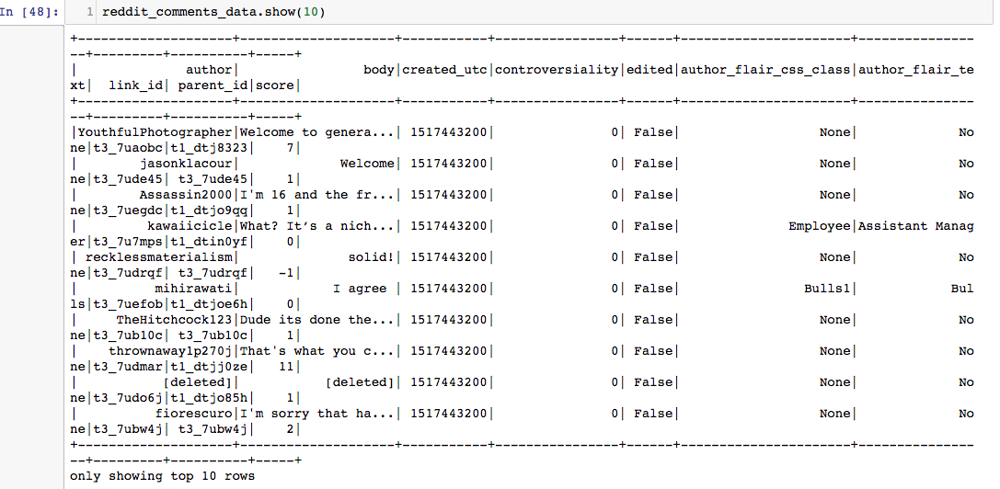 In [48]: 1 reddit_comments_data.show(10)
+--------------------+--------------------+-----------+----------------+------+----------------------+---------------
--+---------+----------+-----+
|              author|                body|created_utc|controversiality|edited|author_flair_css_class|author_flair_te
xt|  link_id| parent_id|score|
+--------------------+--------------------+-----------+----------------+------+----------------------+---------------
--+---------+----------+-----+
|YouthfulPhotographer|Welcome to genera...| 1517443200|               0| False|                  None|             No
ne|t3_7uaobc|t1_dtj8323|    7|
|        jasonklacour|             Welcome| 1517443200|               0| False|                  None|             No
ne|t3_7ude45| t3_7ude45|    1|
|        Assassin2000|I'm 16 and the fr...| 1517443200|               0| False|                  None|             No
ne|t3_7uegdc|t1_dtjo9qq|    1|
|         kawaiicicle|What? It’s a nich...| 1517443200|               0| False|              Employee|Assistant Manag
er|t3_7u7mps|t1_dtin0yf|    0|
| recklessmaterialism|              solid!| 1517443200|               0| False|                  None|             No
ne|t3_7udrqf| t3_7udrqf|   -1|
|          mihirawati|            I agree | 1517443200|               0| False|                Bulls1|            Bul
ls|t3_7uefob|t1_dtjoe6h|    0|
|     TheHitchcock123|Dude its done the...| 1517443200|               0| False|                  None|             No
ne|t3_7ub10c| t3_7ub10c|    1|
|    thrownaway1p270j|That's what you c...| 1517443200|               0| False|                  None|             No
ne|t3_7udmar|t1_dtjj0ze|   11|
|           [deleted]|           [deleted]| 1517443200|               0| False|                  None|             No
ne|t3_7udo6j|t1_dtjo85h|    1|
|          fiorescuro|I'm sorry that ha...| 1517443200|               0| False|                  None|             No
ne|t3_7ubw4j| t3_7ubw4j|    2|
+--------------------+--------------------+-----------+----------------+------+----------------------+---------------
--+---------+----------+-----+
only showing top 10 rows